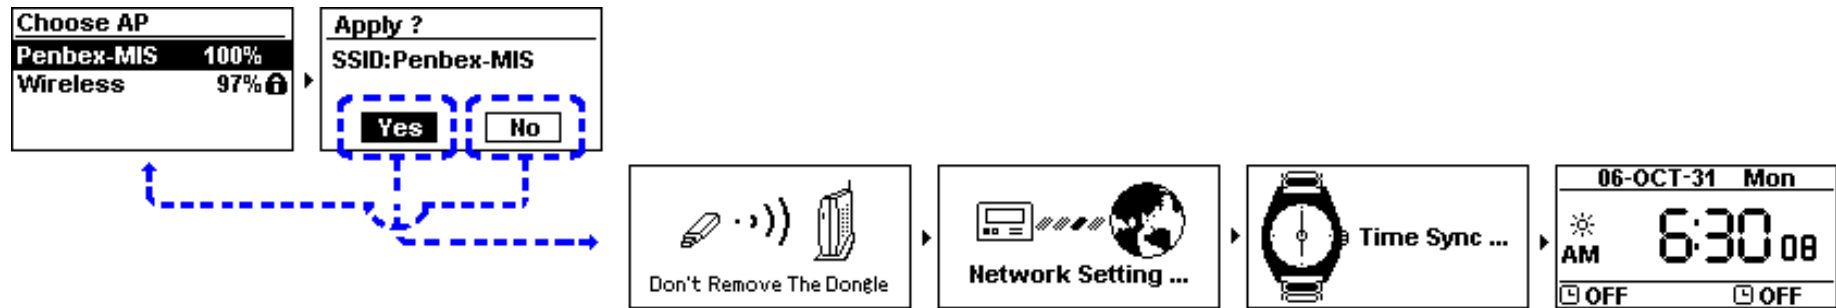 Choose AP
Penbex-MIS 100%
Wireless 97%
Apply ?
SSID:Penbex-MIS
Yes No
Don't Remove The Dongle
Network Setting ...
Time Sync ...
06-OCT-31 Mon
AM 6:30 08
OFF OFF